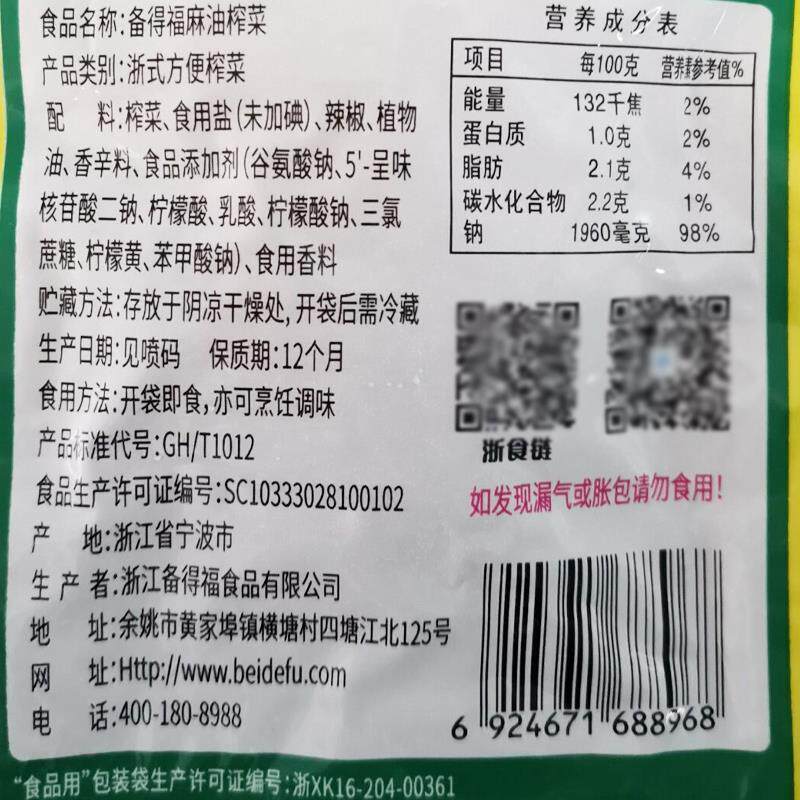 食品名称:备得福麻油榨菜
产品类别:浙式方便榨菜
配 料:榨菜、食用盐(未加碘)、辣椒、植物
油、香辛料、食品添加剂(谷氨酸钠、5'-呈味
核苷酸二钠、柠檬酸、乳酸、柠檬酸钠、三氯
蔗糖、柠檬黄、苯甲酸钠)、食用香料
贮藏方法:存放于阴凉干燥处,开袋后需冷藏
生产日期:见喷码 保质期:12个月
食用方法:开袋即食,亦可烹饪调味
产品标准代号:GH/T1012
食品生产许可证编号:SC10333028100102
产 地:浙江省宁波市
生产者:浙江备得福食品有限公司
地 址:余姚市黄家埠镇横塘村四塘江北125号
网 址:Http://www.beidefu.com
电 话:400-180-8988
营养成分表
项目 每100克 营养素参考值%
能量 132千焦 2%
蛋白质 1.0克 2%
脂肪 2.1克 4%
碳水化合物 2.2克 1%
钠 1960毫克 98%
浙食链
如发现漏气或胀包请勿食用!
6 924671 688968
“食品用”包装袋生产许可证编号:浙XK16-204-00361